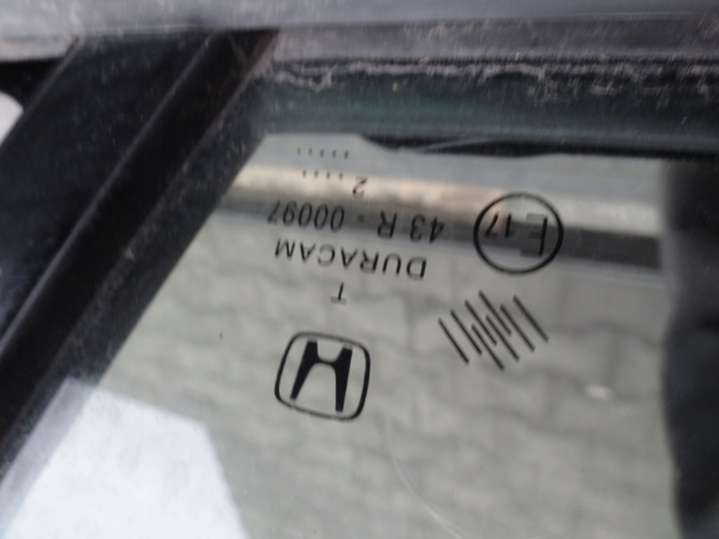 T
DURACAM
E17
43 R - 00097
2 .....
.....